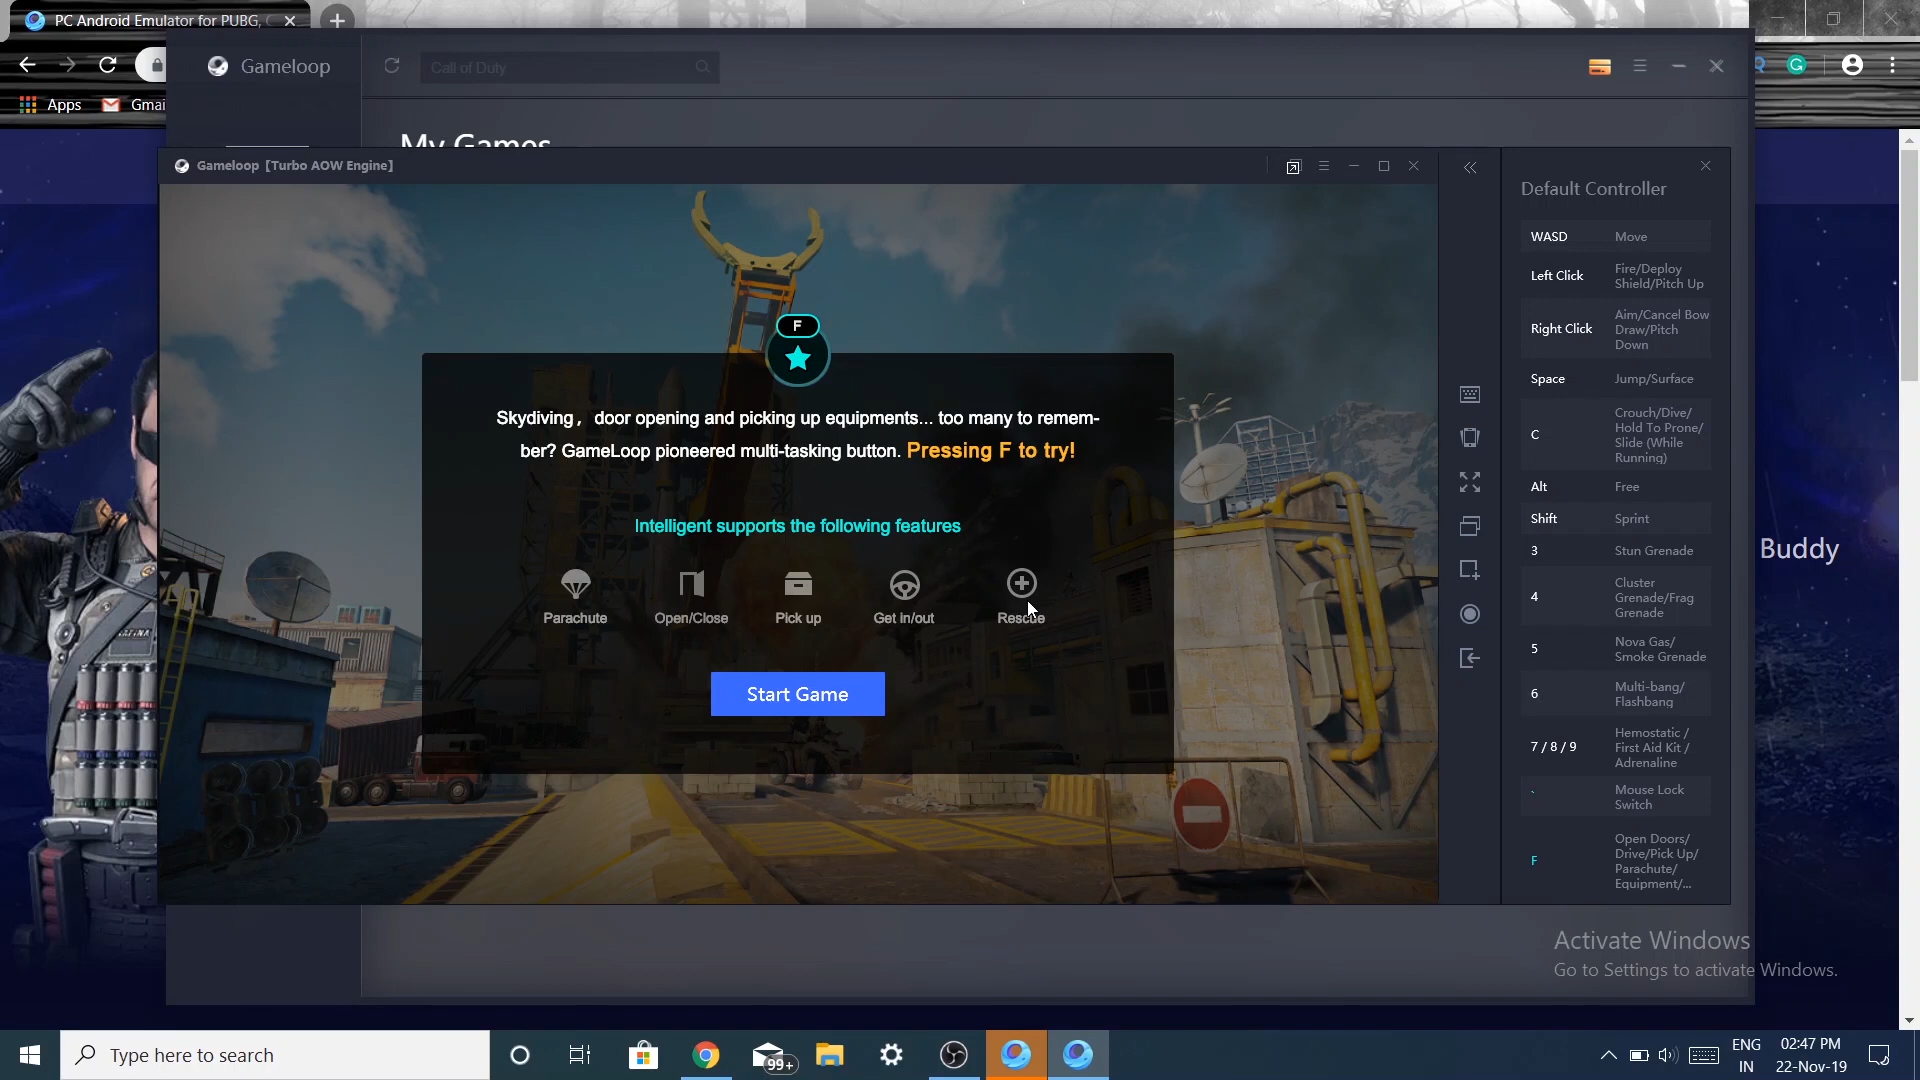 PC Android Emulator for PUBG,
Gameloop
Call of Duty
Apps
Gmai
My Games
Gameloop [Turbo AOW Engine]
Default Controller
WASD Move
Left Click Fire/Deploy
Shield/Pitch Up
Right Click Aim/Cancel Bow
Draw/Pitch
Down
Space Jump/Surface
C Crouch/Dive/
Hold To Prone/
Slide (While
Running)
Alt Free
Shift Sprint
3 Stun Grenade
4 Cluster
Grenade/Frag
Grenade
5 Nova Gas/
Smoke Grenade
6 Multi-bang/
Flashbang
7 / 8 / 9 Hemostatic /
First Aid Kit /
Adrenaline
` Mouse Lock
Switch
F Open Doors/
Drive/Pick Up/
Parachute/
Equipment/...
F
Skydiving, door opening and picking up equipments... too many to remem-
ber? GameLoop pioneered multi-tasking button. Pressing F to try!
Intelligent supports the following features
Parachute Open/Close Pick up Get in/out Rescue
Start Game
Buddy
Activate Windows
Go to Settings to activate Windows.
Type here to search
99+
ENG
IN
02:47 PM
22-Nov-19